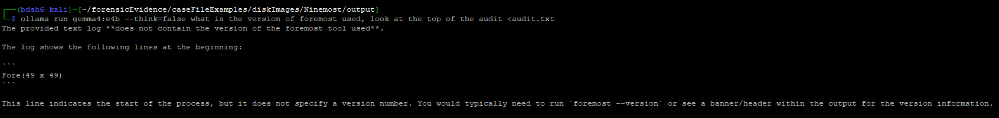 ┌──(bdsh㉿kali)-[~/forensicEvidence/caseFileExamples/diskImages/Ninemost/output]
└─$ ollama run gemma4:e4b --think=false what is the version of foremost used, look at the top of the audit <audit.txt
The provided text log **does not contain the version of the foremost tool used**.
The log shows the following lines at the beginning:
```
Fore(49 x 49)
```
This line indicates the start of the process, but it does not specify a version number. You would typically need to run `foremost --version` or see a banner/header within the output for the version information.